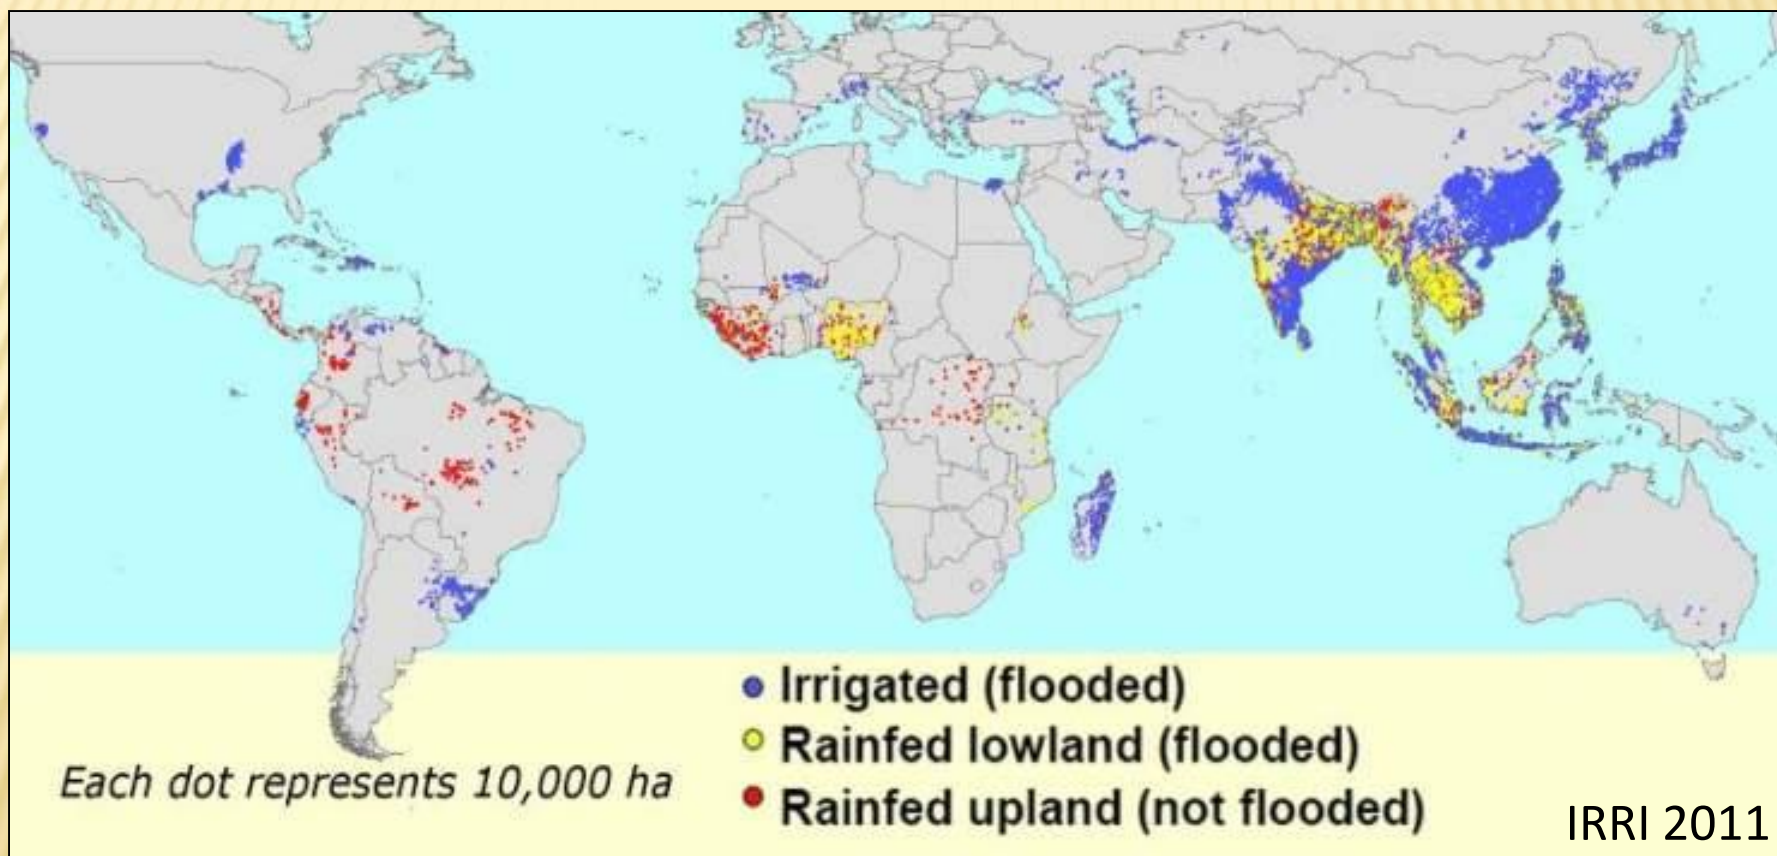 Irrigated (flooded)
Rainfed lowland (flooded)
Each dot represents 10,000 ha
Rainfed upland (not flooded)
IRRI 2011